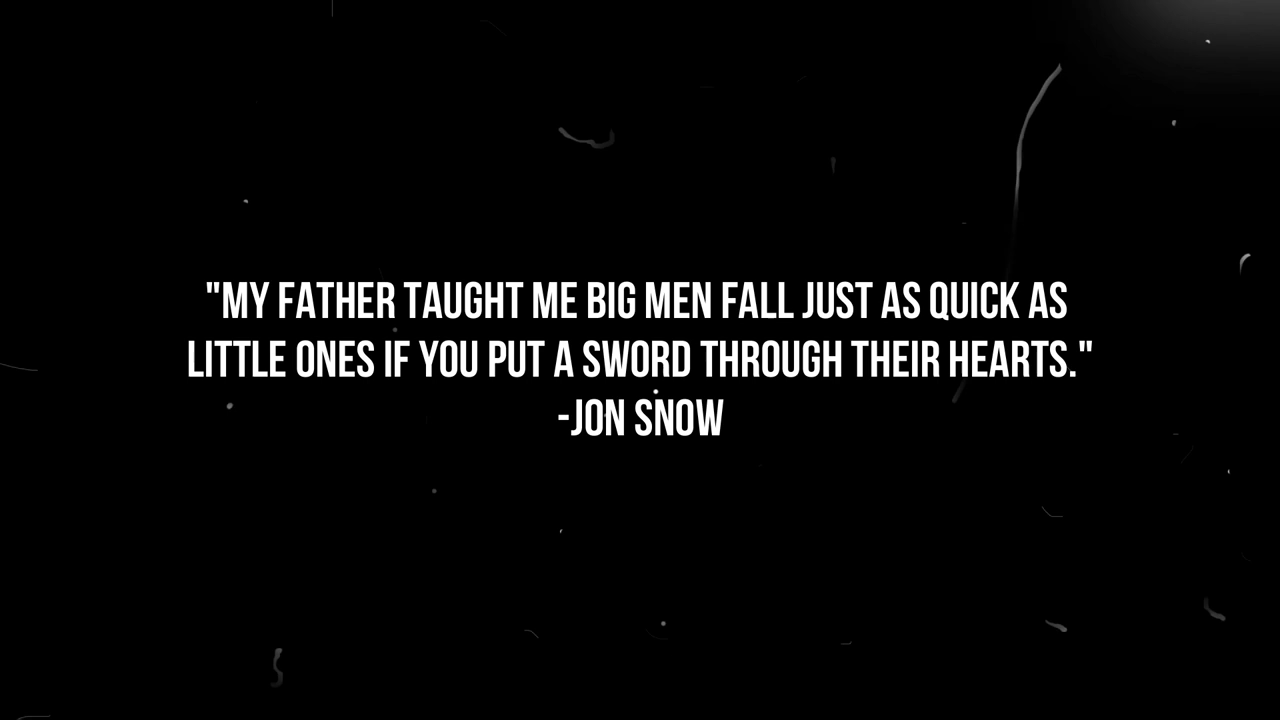 "MY FATHER TAUGHT ME BIG MEN FALL JUST AS QUICK AS
LITTLE ONES IF YOU PUT A SWORD THROUGH THEIR HEARTS."
-JON SNOW